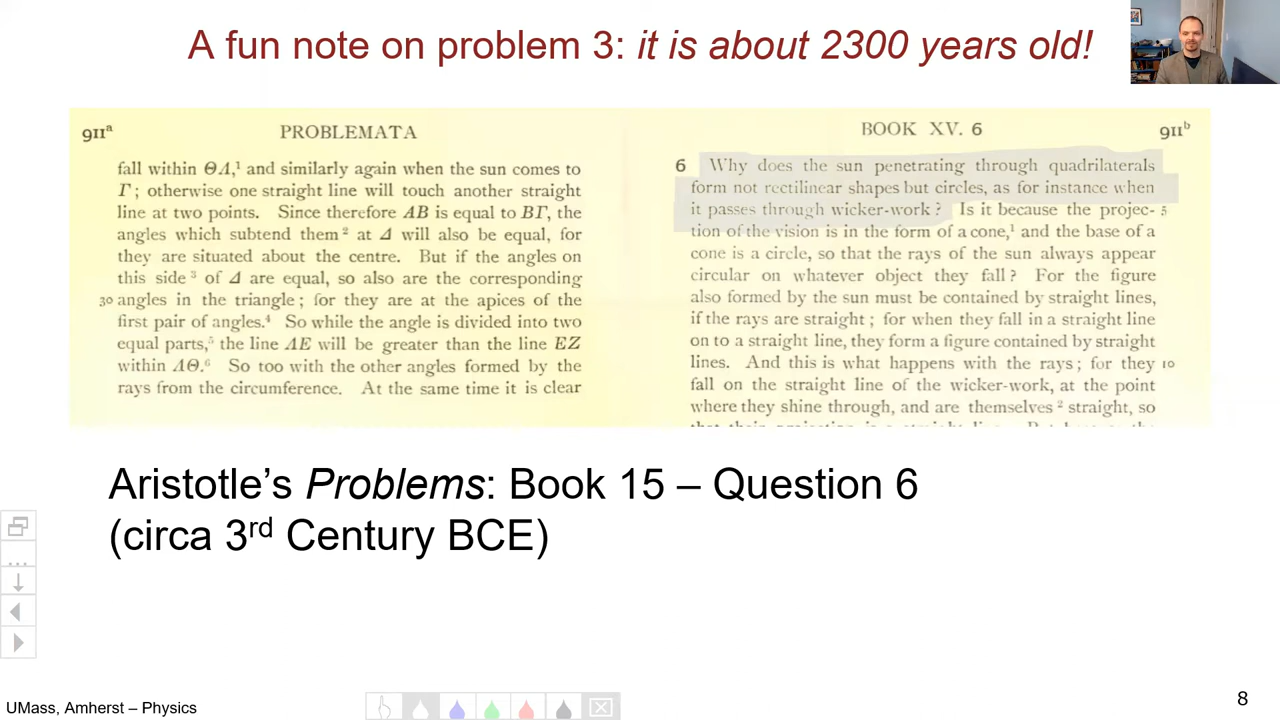 A fun note on problem 3: it is about 2300 years old!
911ᵃ PROBLEMATA
fall within ΘΛ,¹ and similarly again when the sun comes to
Γ; otherwise one straight line will touch another straight
line at two points. Since therefore AB is equal to BΓ, the
angles which subtend them² at Δ will also be equal, for
they are situated about the centre. But if the angles on
this side³ of Δ are equal, so also are the corresponding
30 angles in the triangle; for they are at the apices of the
first pair of angles.⁴ So while the angle is divided into two
equal parts,⁵ the line ΛE will be greater than the line EZ
within ΛΘ.⁶ So too with the other angles formed by the
rays from the circumference. At the same time it is clear
BOOK XV. 6 911ᵇ
6 Why does the sun penetrating through quadrilaterals
form not rectilinear shapes but circles, as for instance when
it passes through wicker-work? Is it because the projec- 5
tion of the vision is in the form of a cone,¹ and the base of a
cone is a circle, so that the rays of the sun always appear
circular on whatever object they fall? For the figure
also formed by the sun must be contained by straight lines,
if the rays are straight; for when they fall in a straight line
on to a straight line, they form a figure contained by straight
lines. And this is what happens with the rays; for they 10
fall on the straight line of the wicker-work, at the point
where they shine through, and are themselves² straight, so
Aristotle's Problems: Book 15 – Question 6
(circa 3rd Century BCE)
UMass, Amherst – Physics
8